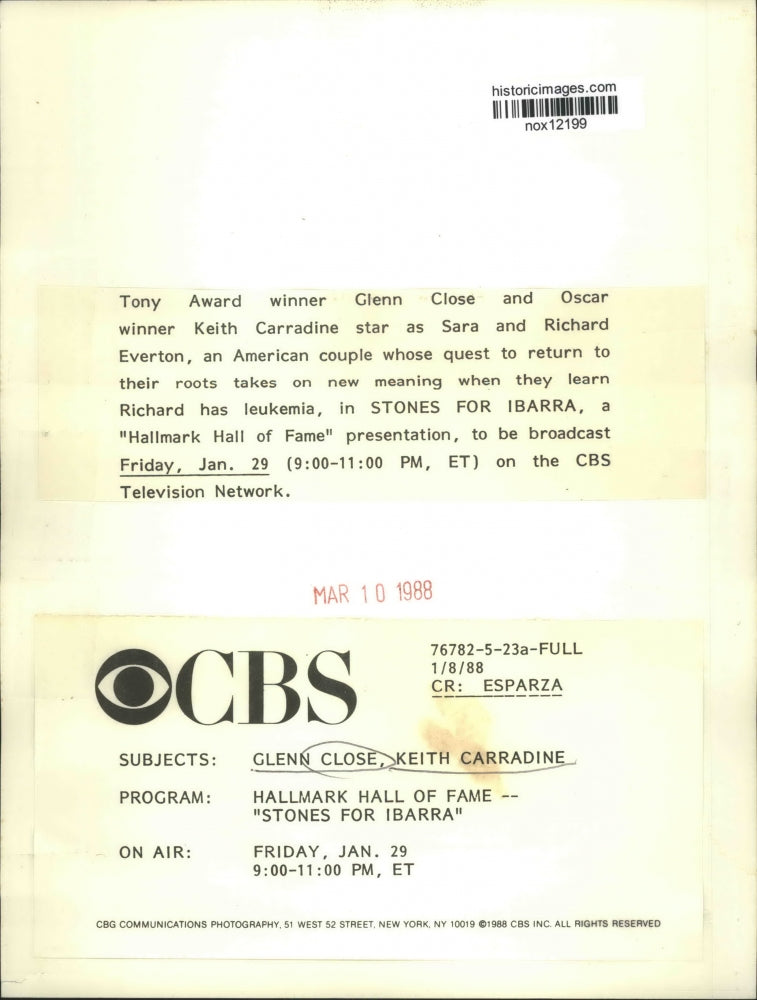 historicimages.com
nox12199
Tony Award winner Glenn Close and Oscar
winner Keith Carradine star as Sara and Richard
Everton, an American couple whose quest to return to
their roots takes on new meaning when they learn
Richard has leukemia, in STONES FOR IBARRA, a
"Hallmark Hall of Fame" presentation, to be broadcast
Friday, Jan. 29 (9:00-11:00 PM, ET) on the CBS
Television Network.
MAR 10 1988
CBS
76782-5-23a-FULL
1/8/88
CR: ESPARZA
SUBJECTS: GLENN CLOSE, KEITH CARRADINE
PROGRAM: HALLMARK HALL OF FAME --
"STONES FOR IBARRA"
ON AIR: FRIDAY, JAN. 29
9:00-11:00 PM, ET
CBG COMMUNICATIONS PHOTOGRAPHY, 51 WEST 52 STREET, NEW YORK, NY 10019 ©1988 CBS INC. ALL RIGHTS RESERVED